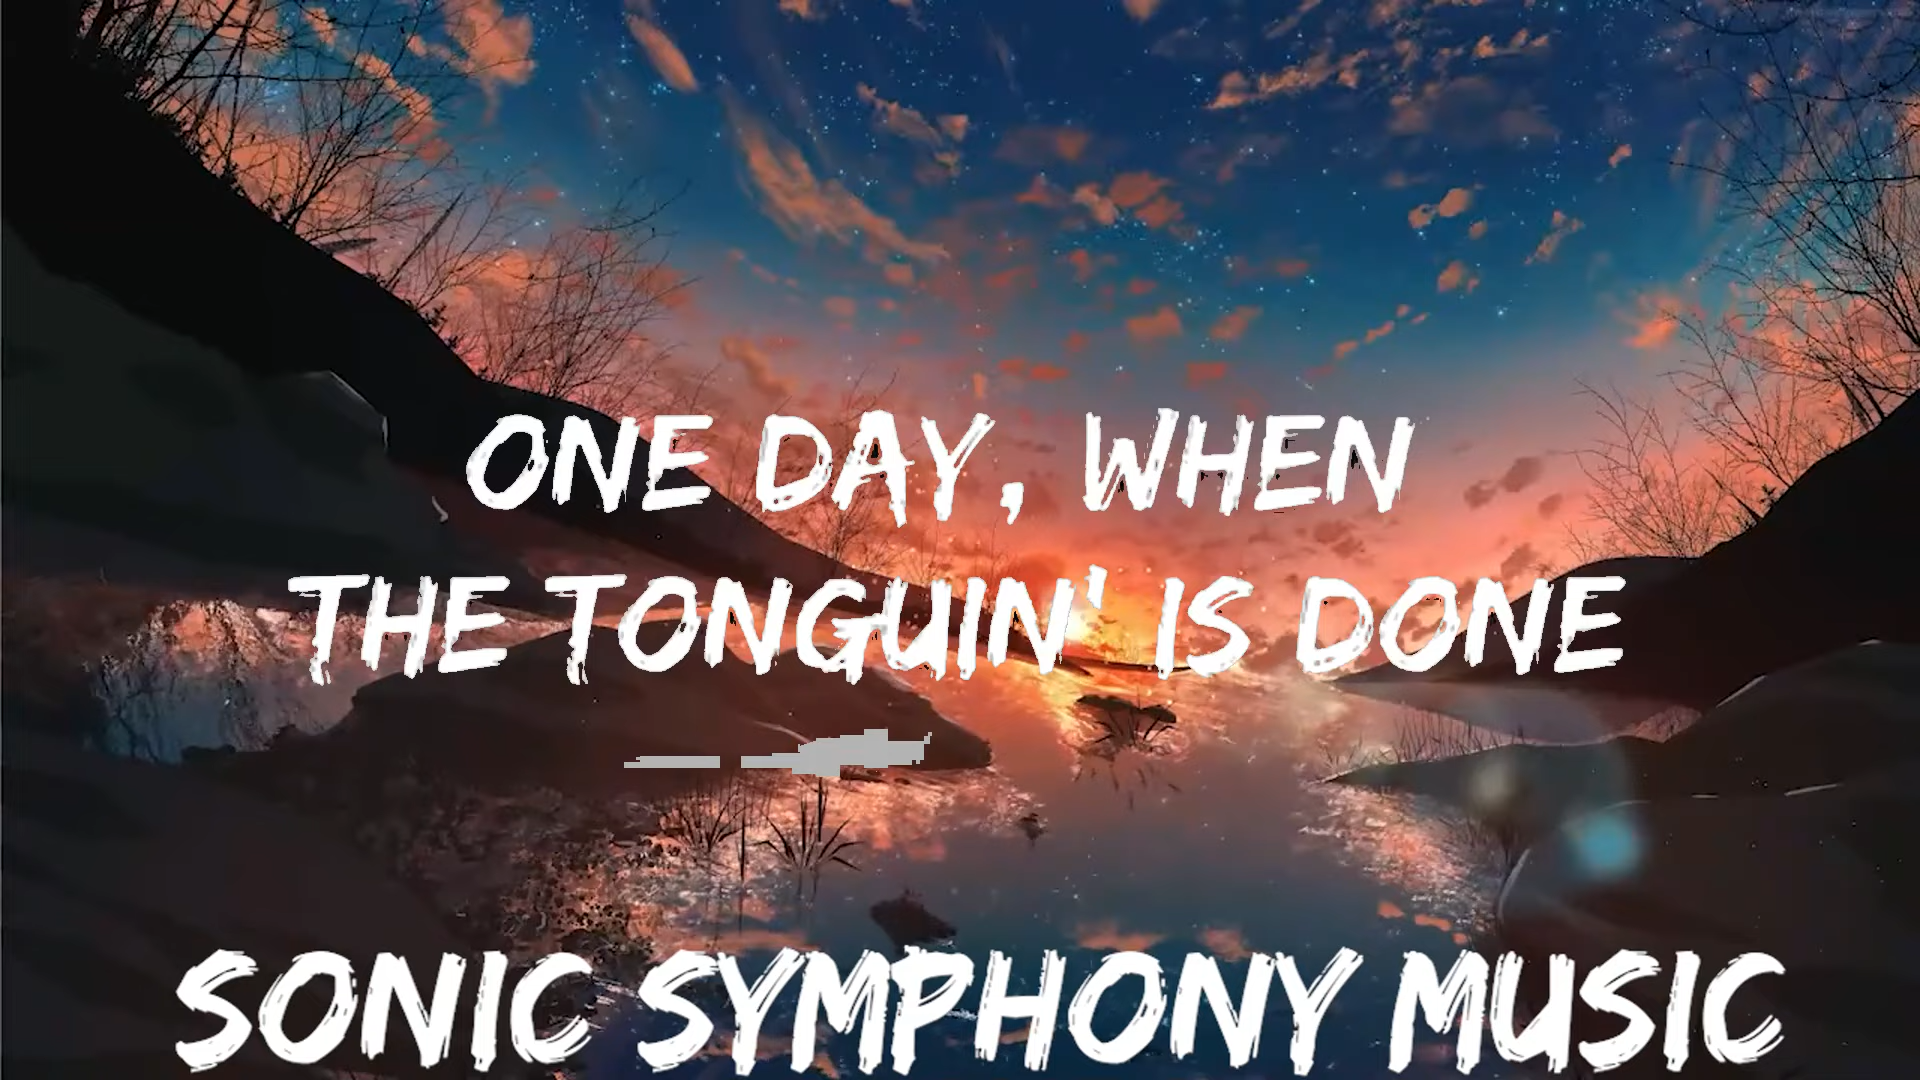 ONE DAY, WHEN
THE TONGUIN' IS DONE
SONIC SYMPHONY MUSIC